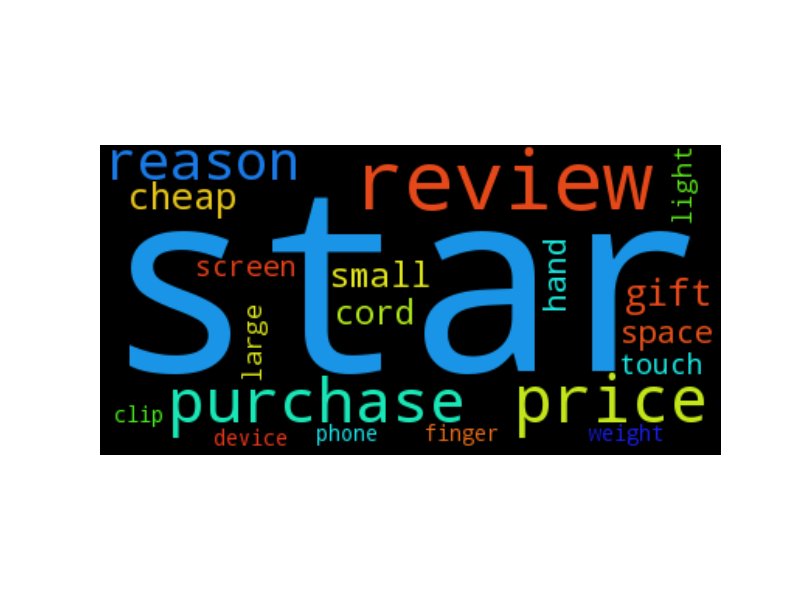 reason
review
light
cheap
star
screen
small
hand
cord
large
gift
space
touch
purchase
price
clip
device
phone
finger
weight